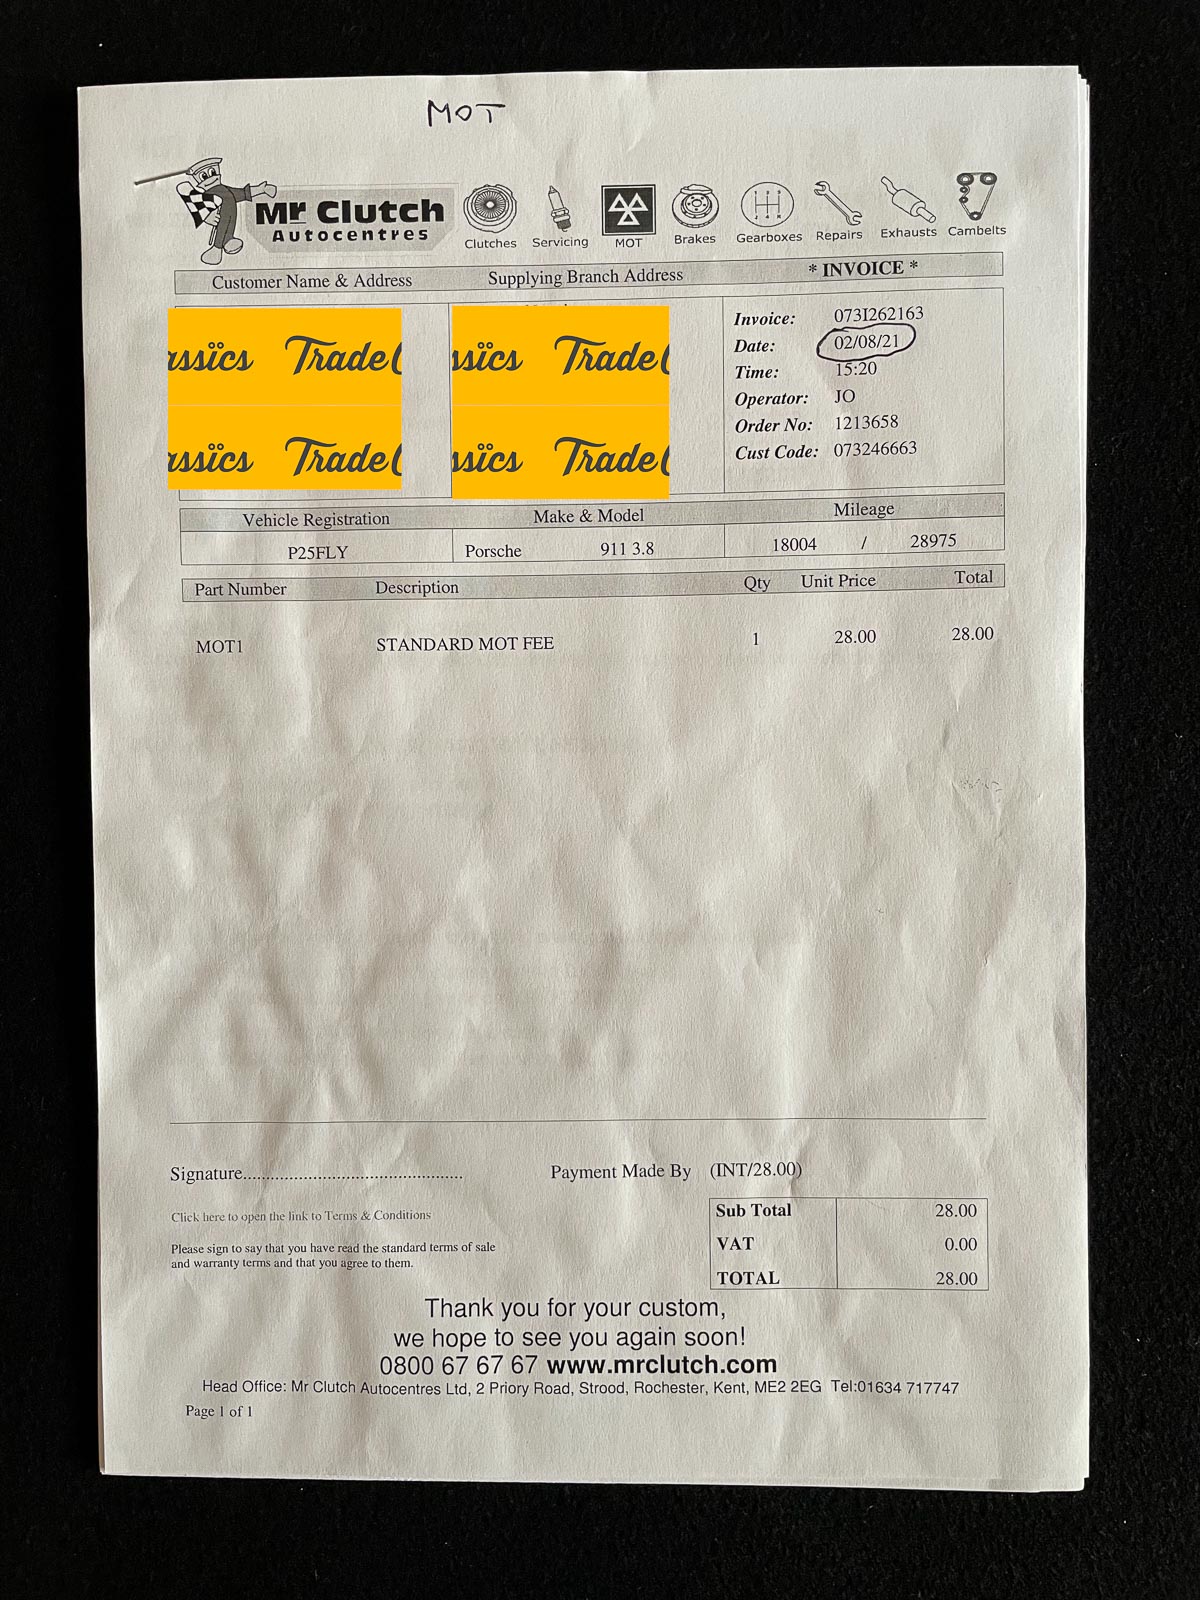 MOT
Mr Clutch
Autocentres
Clutches Servicing MOT Brakes Gearboxes Repairs Exhausts Cambelts
Customer Name & Address Supplying Branch Address * INVOICE *
assïcs Trade
ssïcs Trade
assïcs Trade
ssïcs Trade
Invoice: 073I262163
Date: 02/08/21
Time: 15:20
Operator: JO
Order No: 1213658
Cust Code: 073246663
Vehicle Registration Make & Model Mileage
P25FLY Porsche 911 3.8 18004 / 28975
Part Number Description Qty Unit Price Total
MOT1 STANDARD MOT FEE 1 28.00 28.00
Signature............................................... Payment Made By (INT/28.00)
Click here to open the link to Terms & Conditions
Please sign to say that you have read the standard terms of sale
and warranty terms and that you agree to them.
Sub Total 28.00
VAT 0.00
TOTAL 28.00
Thank you for your custom,
we hope to see you again soon!
0800 67 67 67 www.mrclutch.com
Head Office: Mr Clutch Autocentres Ltd, 2 Priory Road, Strood, Rochester, Kent, ME2 2EG Tel:01634 717747
Page 1 of 1